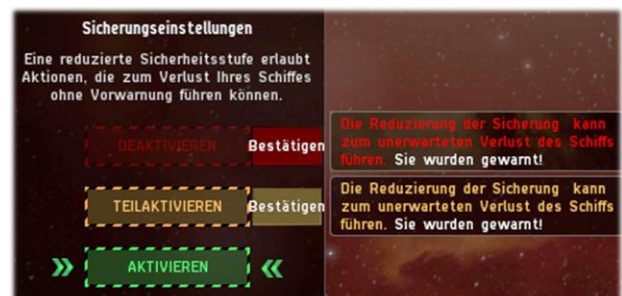 Sicherungseinstellungen
Eine reduzierte Sicherheitsstufe erlaubt
Aktionen, die zum Verlust Ihres Schiffes
ohne Vorwarnung führen können.
DEAKTIVIEREN Bestätigen
Die Reduzierung der Sicherung kann
zum unerwarteten Verlust des Schiffs
führen. Sie wurden gewarnt!
TEILAKTIVIEREN Bestätigen
Die Reduzierung der Sicherung kann
zum unerwarteten Verlust des Schiffs
führen. Sie wurden gewarnt!
AKTIVIEREN